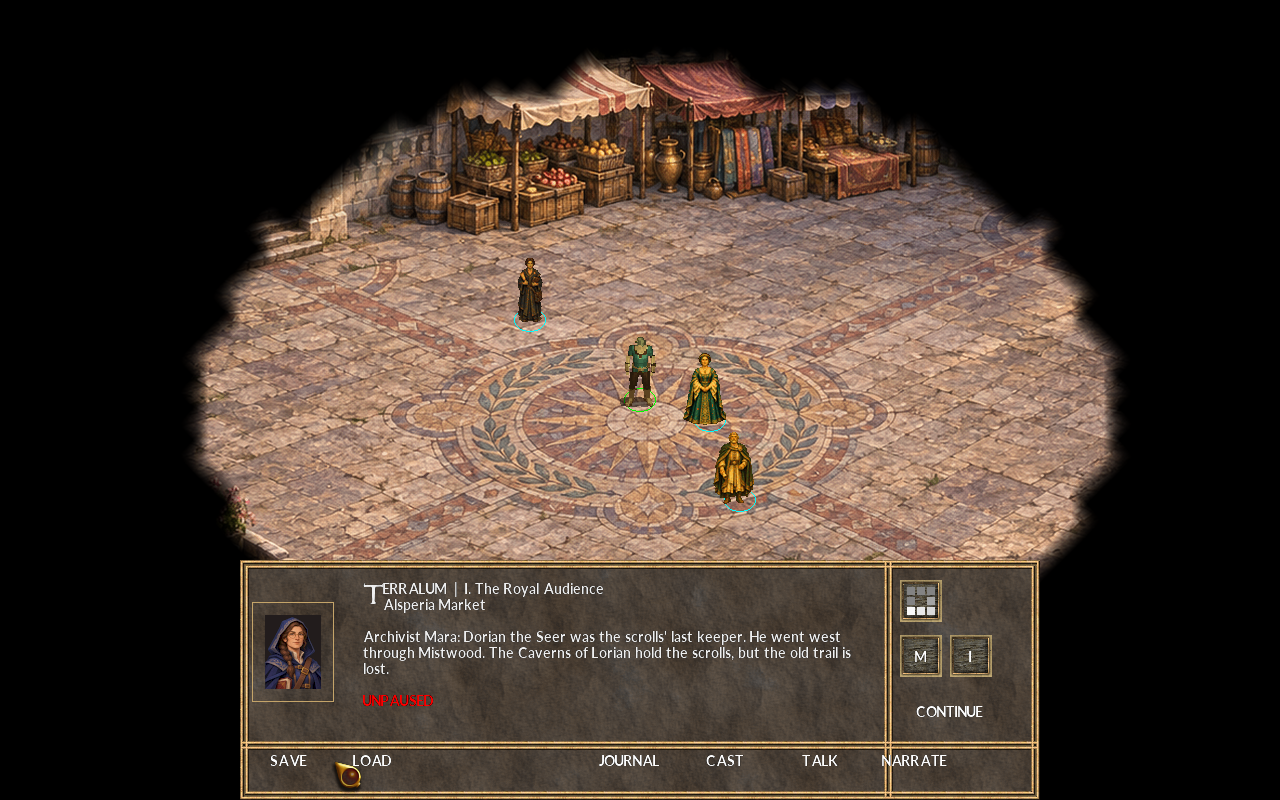 TERRALUM | I. The Royal Audience
Alsperia Market
Archivist Mara: Dorian the Seer was the scrolls' last keeper. He went west
through Mistwood. The Caverns of Lorian hold the scrolls, but the old trail is
lost.
UNPAUSED
M I
CONTINUE
SAVE LOAD JOURNAL CAST TALK NARRATE